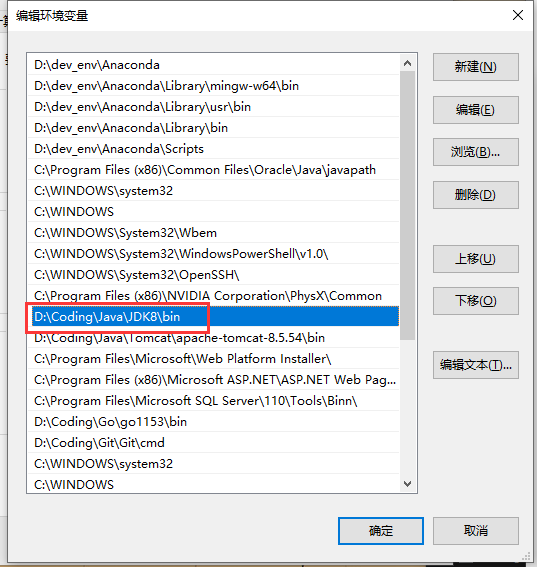 编辑环境变量
D:\dev_env\Anaconda
D:\dev_env\Anaconda\Library\mingw-w64\bin
D:\dev_env\Anaconda\Library\usr\bin
D:\dev_env\Anaconda\Library\bin
D:\dev_env\Anaconda\Scripts
C:\Program Files (x86)\Common Files\Oracle\Java\javapath
C:\WINDOWS\system32
C:\WINDOWS
C:\WINDOWS\System32\Wbem
C:\WINDOWS\System32\WindowsPowerShell\v1.0\
C:\WINDOWS\System32\OpenSSH\
C:\Program Files (x86)\NVIDIA Corporation\PhysX\Common
D:\Coding\Java\JDK8\bin
D:\Coding\Java\Tomcat\apache-tomcat-8.5.54\bin
C:\Program Files\Microsoft\Web Platform Installer\
C:\Program Files (x86)\Microsoft ASP.NET\ASP.NET Web Pag...
C:\Program Files\Microsoft SQL Server\110\Tools\Binn\
D:\Coding\Go\go1153\bin
D:\Coding\Git\Git\cmd
C:\WINDOWS\system32
C:\WINDOWS
新建(N)
编辑(E)
浏览(B)...
删除(D)
上移(U)
下移(O)
编辑文本(T)...
确定
取消